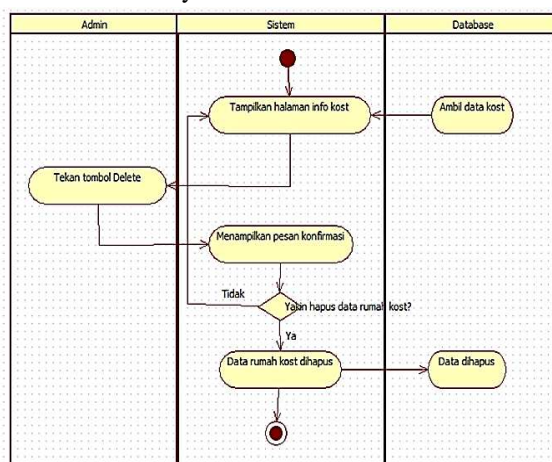 Admin
Sistem
Database
Tampilkan halaman info kost
Ambil data kost
Tekan tombol Delete
Menampilkan pesan konfirmasi
Tidak
Yakin hapus data rumah kost?
Ya
Data rumah kost dihapus
Data dihapus